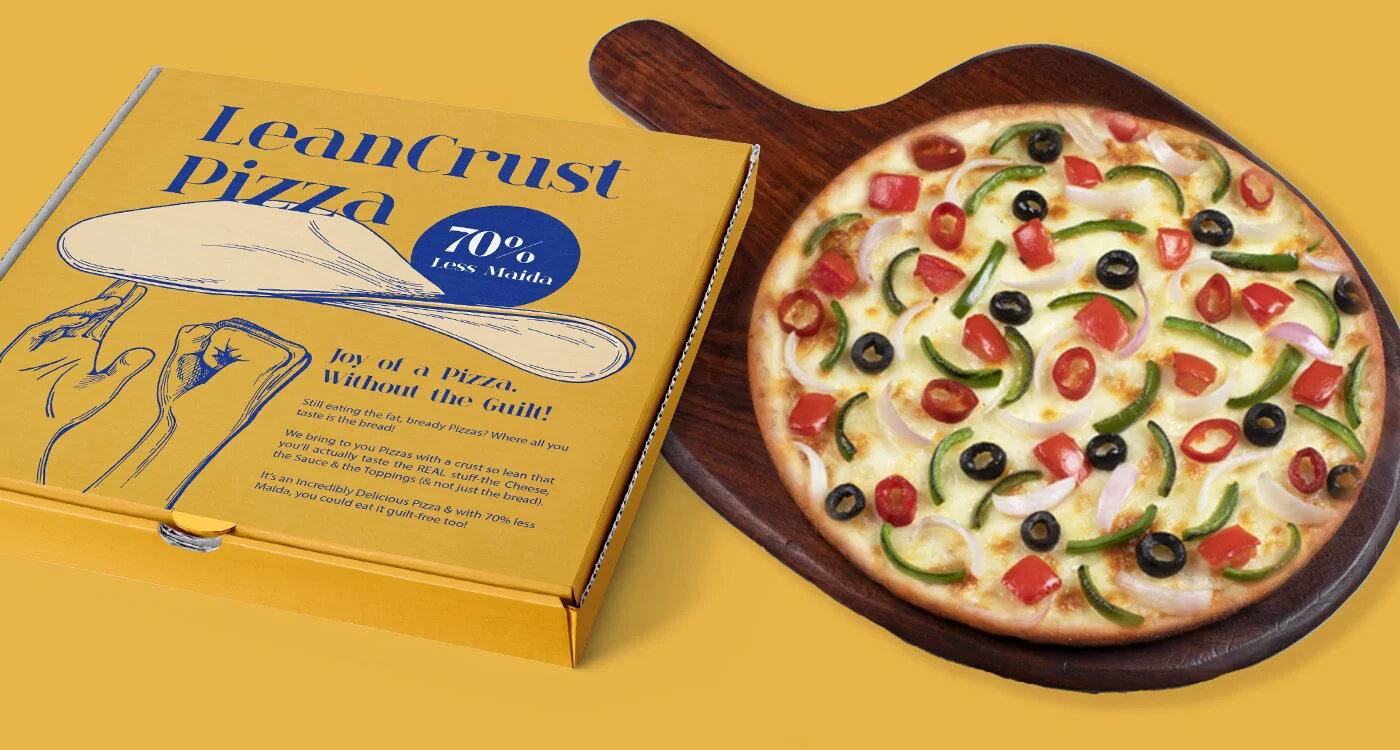 LeanCrust
Pizza
70%
Less Maida
Joy of a Pizza.
Without the Guilt!
Still eating the fat, bready Pizzas? Where all you
taste is the bread!
We bring to you Pizzas with a crust so lean that
you'll actually taste the REAL stuff-the Cheese,
the Sauce & the Toppings (& not just the bread).
It's an Incredibly Delicious Pizza & with 70% less
Maida, you could eat it guilt-free too!